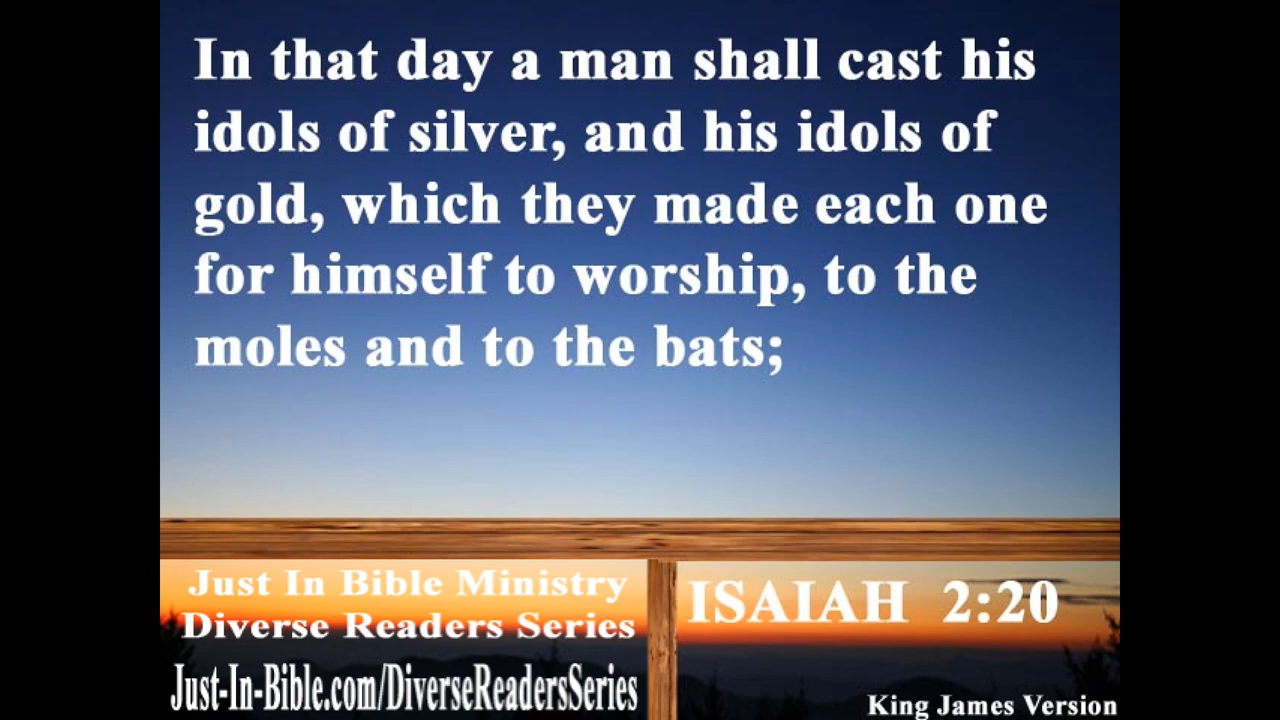 In that day a man shall cast his
idols of silver, and his idols of
gold, which they made each one
for himself to worship, to the
moles and to the bats;
Just In Bible Ministry
Diverse Readers Series
Just-In-Bible.com/DiverseReadersSeries
ISAIAH 2:20
King James Version